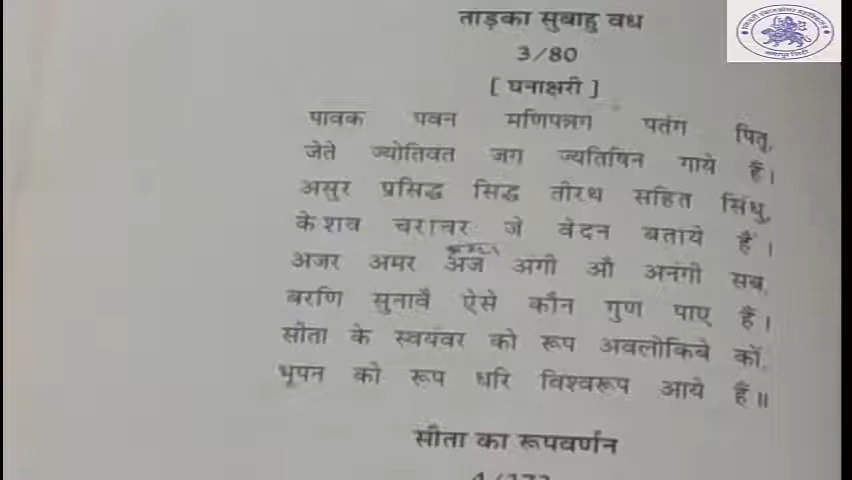 ताड़का सुबाहु वध
3/80
[ घनाक्षरी ]
पावक पवन मणिपन्नग पतंग पितृ,
जेते ज्योतिवंत जग ज्यतिषिन गाये हैं।
असुर प्रसिद्ध सिद्ध तीरथ सहित सिंधु,
केशव चराचर जे वेदन बताये हैं।
अजर अमर अज अंगी औ अनंगी सब,
बरणि सुनावै ऐसे कौन गुण पाए हैं।
सीता के स्वयंवर को रूप अवलोकिबे कों,
भूपन को रूप धरि विश्वरूप आये हैं॥
सीता का रूपवर्णन